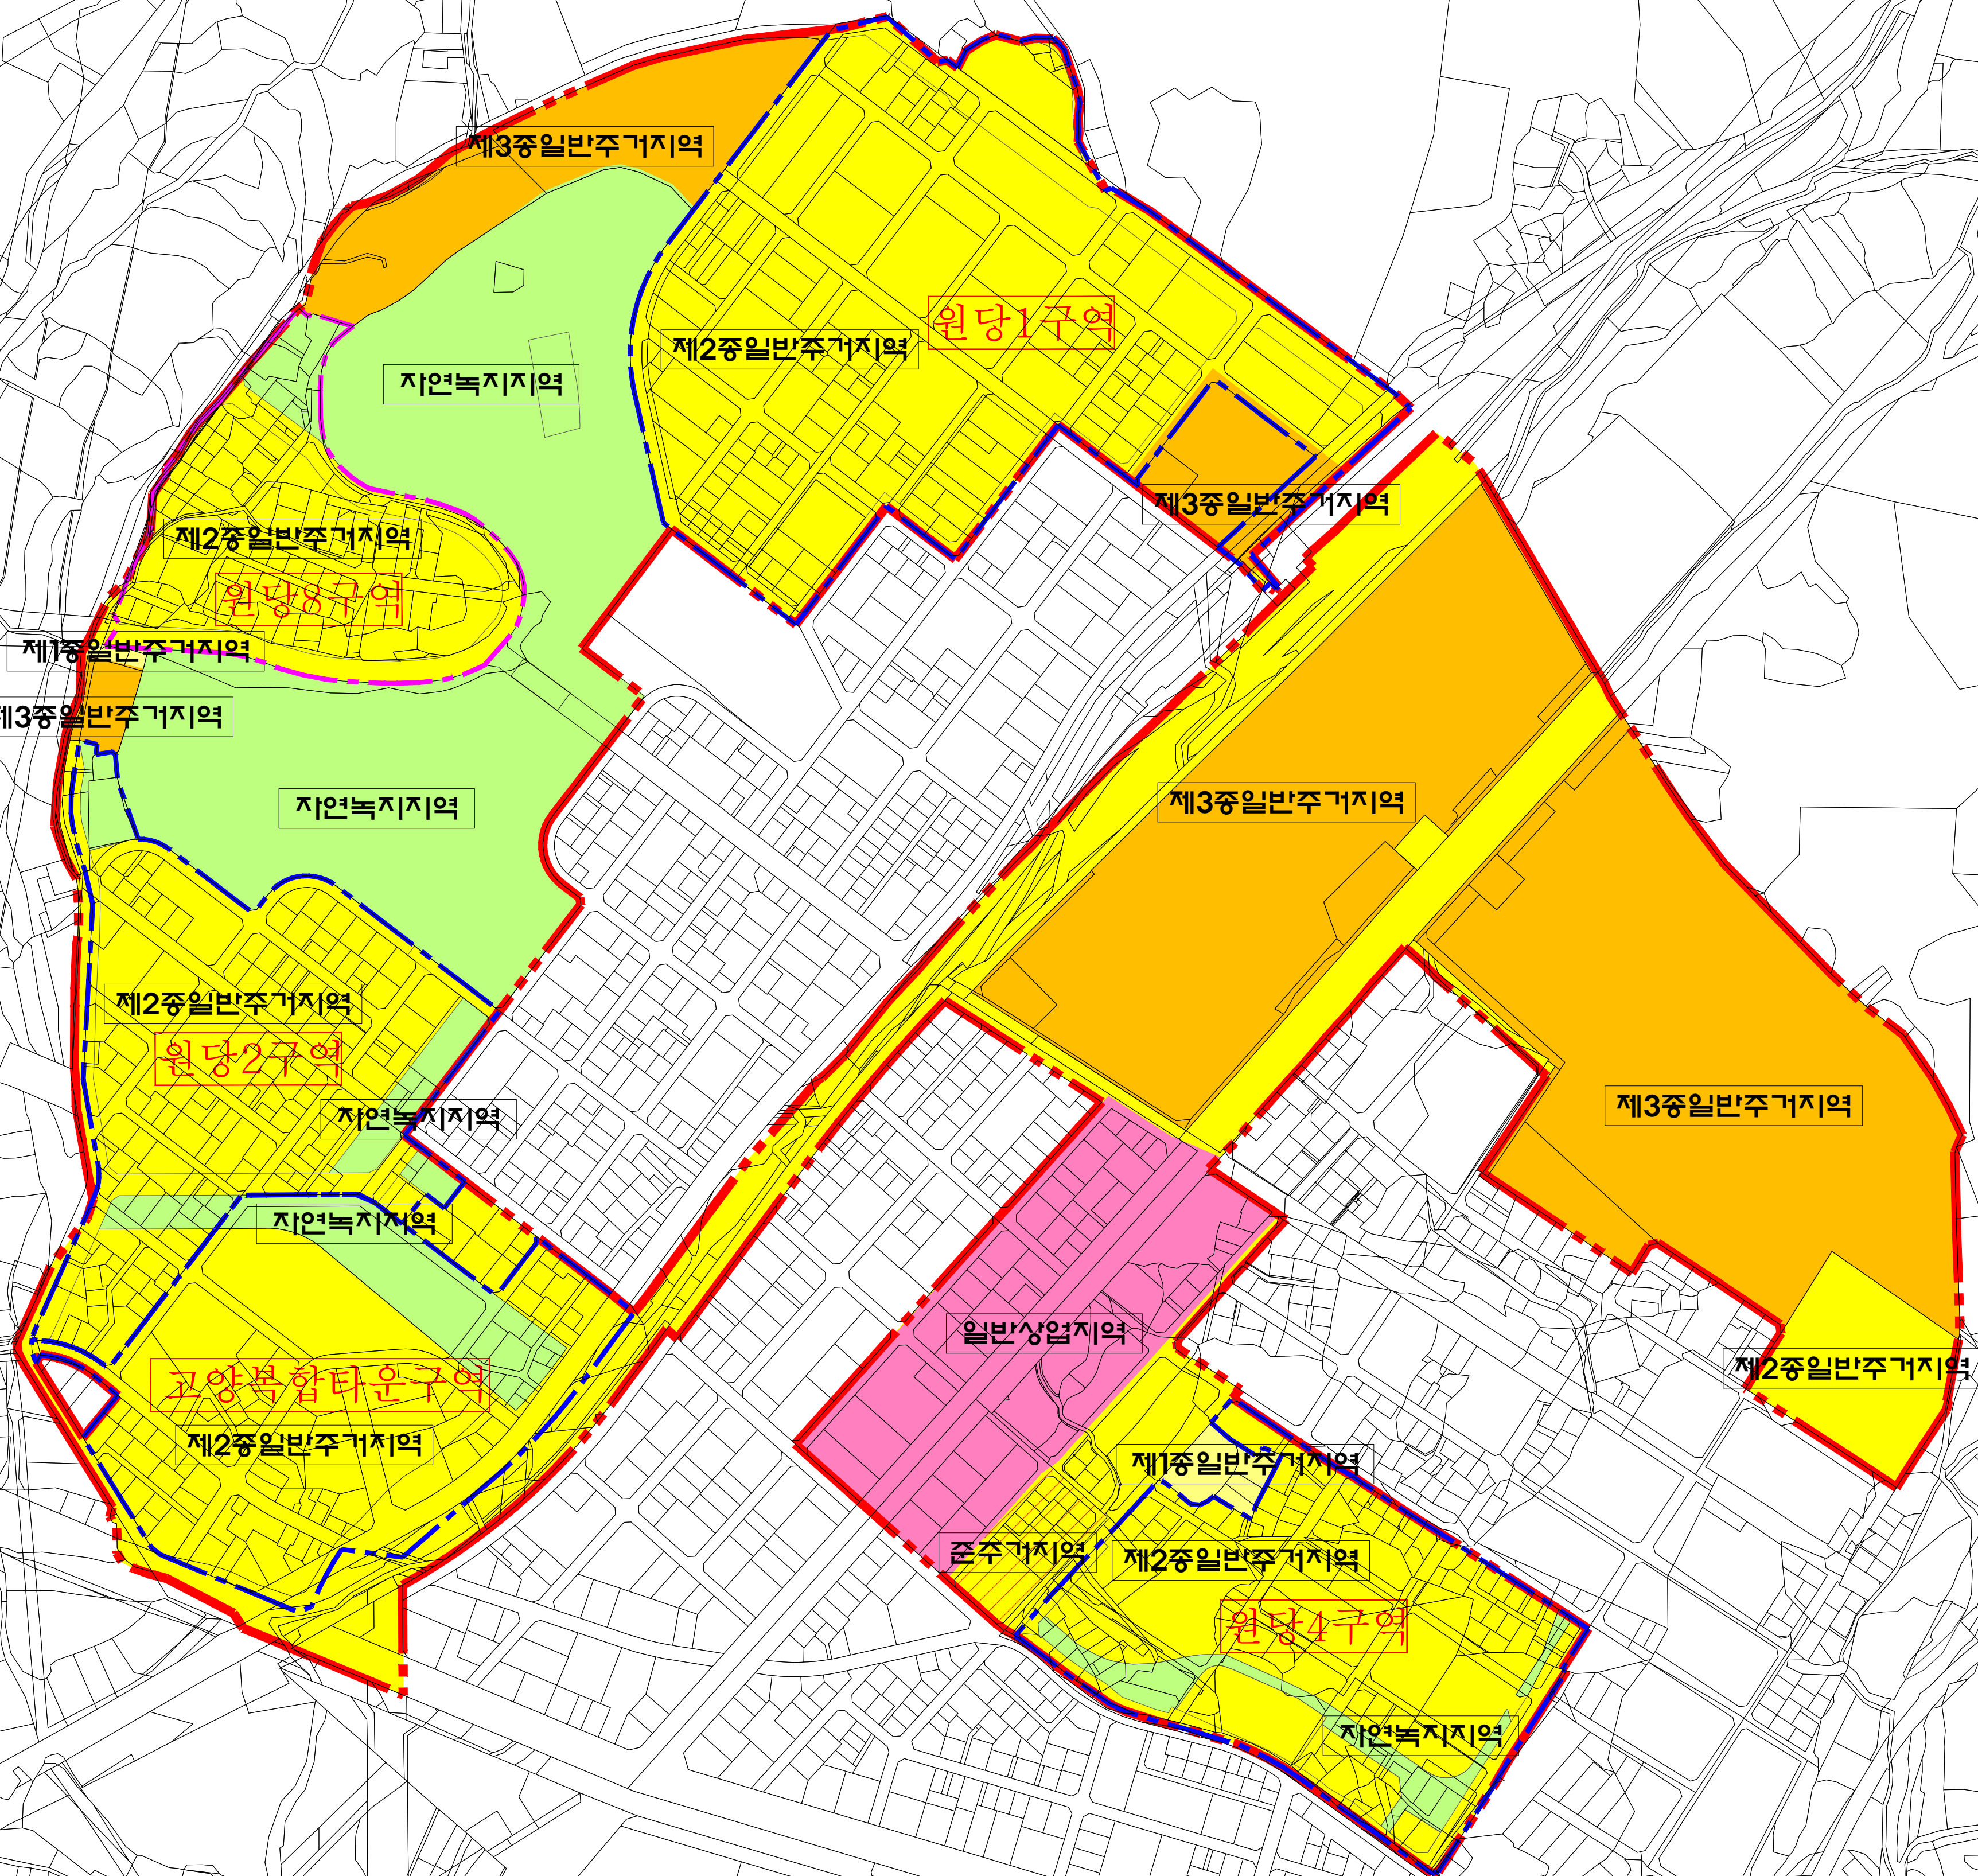 제3종일반주거지역
원당1구역
제2종일반주거지역
자연녹지지역
제3종일반주거지역
제2종일반주거지역
원당8구역
제1종일반주거지역
제3종일반주거지역
자연녹지지역
제3종일반주거지역
제2종일반주거지역
원당2구역
자연녹지지역
제3종일반주거지역
자연녹지지역
일반상업지역
고양복합타운구역
제2종일반주거지역
제2종일반주거지역
제1종일반주거지역
준주거지역
제2종일반주거지역
원당4구역
자연녹지지역